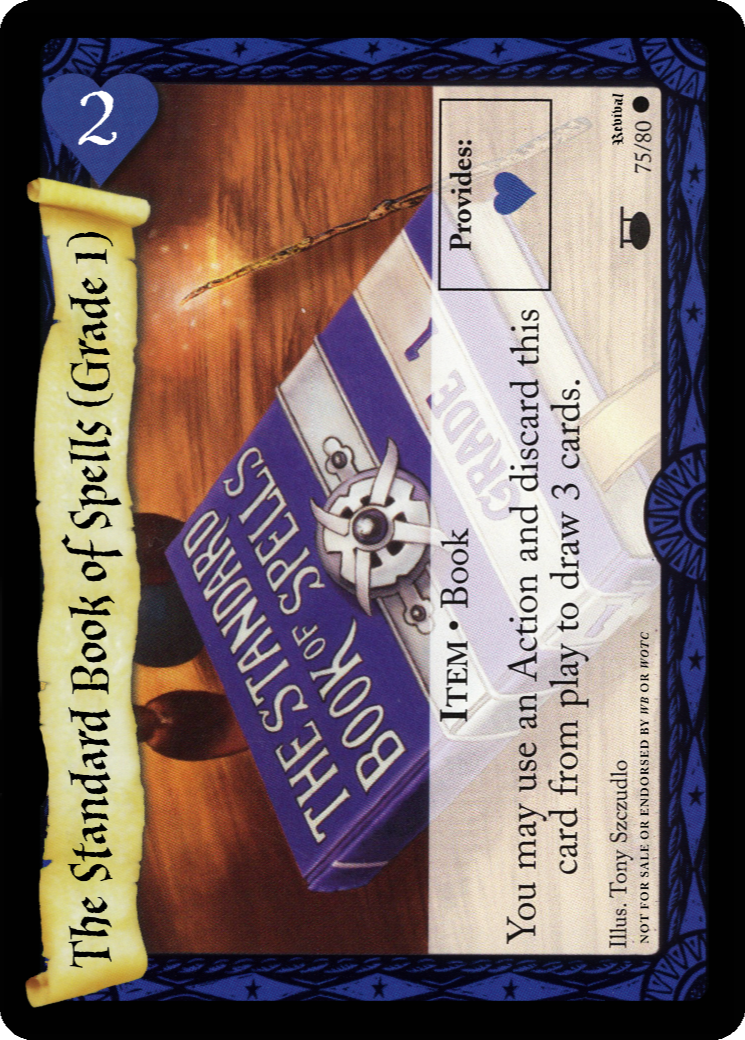 2
The Standard Book of Spells (Grade 1)
THE STANDARD
BOOK OF SPELLS
GRADE 1
ITEM • Book
Provides:
You may use an Action and discard this
card from play to draw 3 cards.
Illus. Tony Szczudlo
NOT FOR SALE OR ENDORSED BY WB OR WOTC
Revival
75/80
1